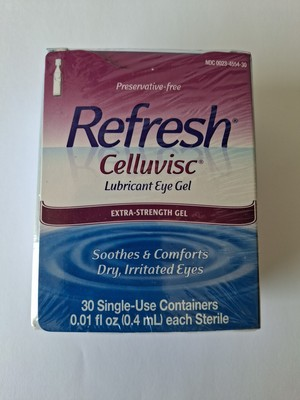 NDC 0023-4554-30
Preservative-free
Refresh®
Celluvisc®
Lubricant Eye Gel
EXTRA-STRENGTH GEL
Soothes & Comforts
Dry, Irritated Eyes
30 Single-Use Containers
0.01 fl oz (0.4 mL) each Sterile